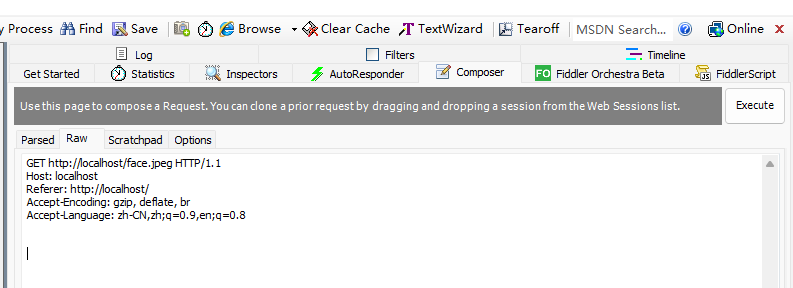 Process Find Save Browse Clear Cache TextWizard Tearoff MSDN Search... Online
Log Filters Timeline
Get Started Statistics Inspectors AutoResponder Composer FO Fiddler Orchestra Beta JS FiddlerScript
Use this page to compose a Request. You can clone a prior request by dragging and dropping a session from the Web Sessions list. Execute
Parsed Raw Scratchpad Options
GET http://localhost/face.jpeg HTTP/1.1
Host: localhost
Referer: http://localhost/
Accept-Encoding: gzip, deflate, br
Accept-Language: zh-CN,zh;q=0.9,en;q=0.8